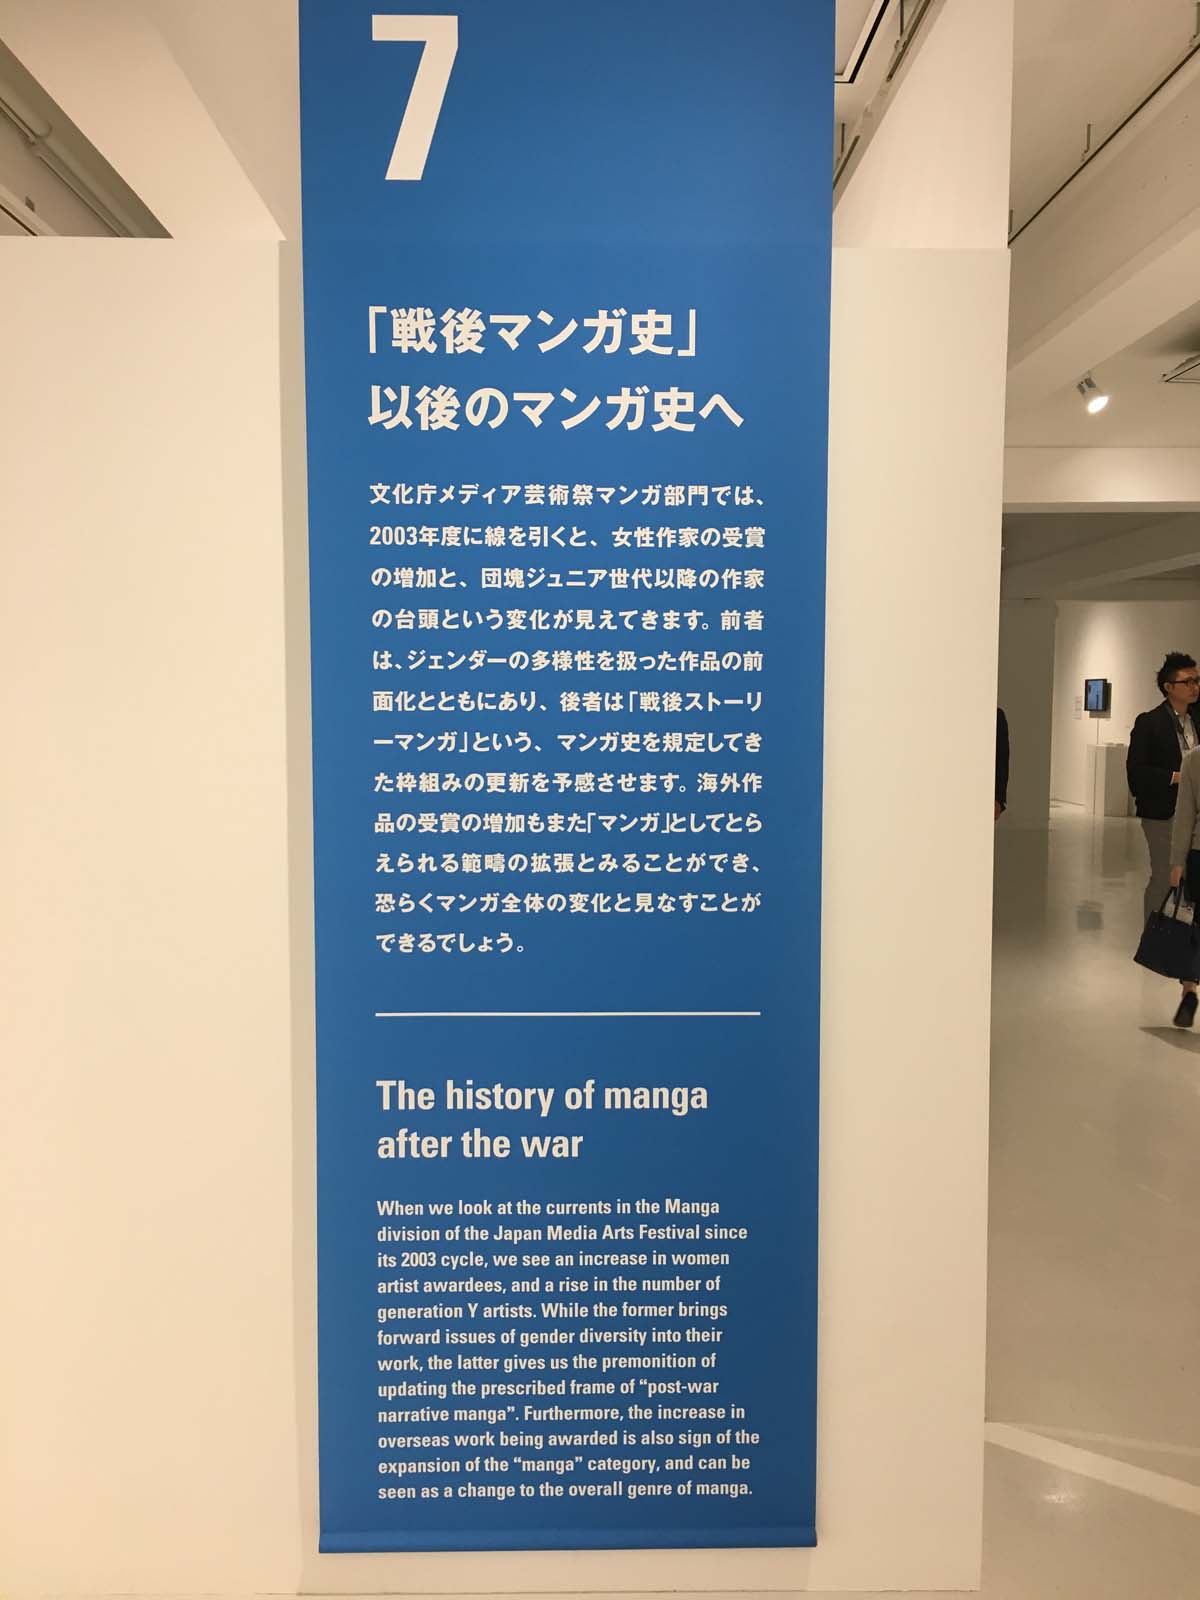 7
「戦後マンガ史」
以後のマンガ史へ
文化庁メディア芸術祭マンガ部門では、
2003年度に線を引くと、女性作家の受賞
の増加と、団塊ジュニア世代以降の作家
の台頭という変化が見えてきます。前者
は、ジェンダーの多様性を扱った作品の前
面化とともにあり、後者は「戦後ストーリ
ーマンガ」という、マンガ史を規定してき
た枠組みの更新を予感させます。海外作
品の受賞の増加もまた「マンガ」としてとら
えられる範疇の拡張とみることができ、
恐らくマンガ全体の変化と見なすことが
できるでしょう。
The history of manga
after the war
When we look at the currents in the Manga
division of the Japan Media Arts Festival since
its 2003 cycle, we see an increase in women
artist awardees, and a rise in the number of
generation Y artists. While the former brings
forward issues of gender diversity into their
work, the latter gives us the premonition of
updating the prescribed frame of “post-war
narrative manga”. Furthermore, the increase in
overseas work being awarded is also sign of the
expansion of the “manga” category, and can be
seen as a change to the overall genre of manga.